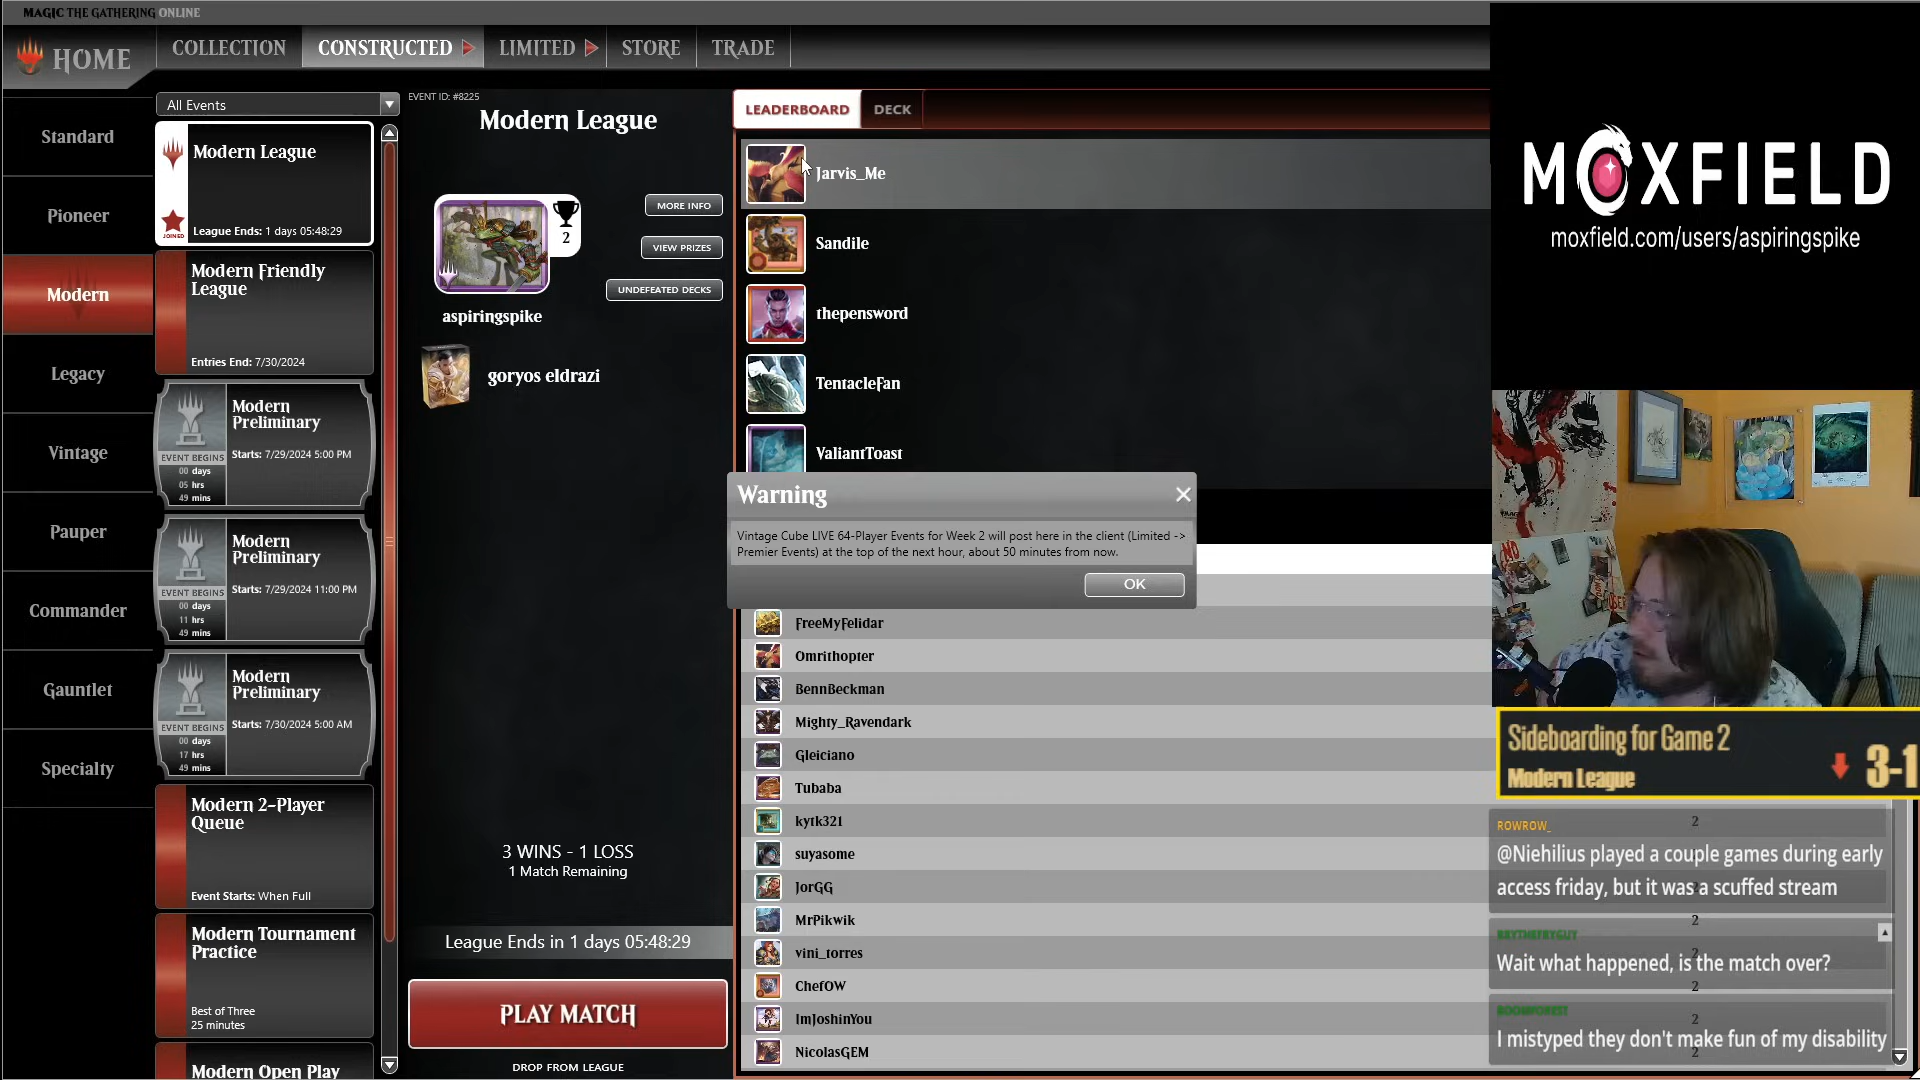 MAGIC THE GATHERING ONLINE
HOME
COLLECTION
CONSTRUCTED
LIMITED
STORE
TRADE
Standard
Pioneer
Modern
Legacy
Vintage
Pauper
Commander
Gauntlet
Specialty
All Events
Modern League
JOINED
League Ends: 1 days 05:48:29
Modern Friendly
League
Entries End: 7/30/2024
Modern
Preliminary
Starts: 7/29/2024 5:00 PM
EVENT BEGINS
00 days
05 hrs
49 mins
Modern
Preliminary
Starts: 7/29/2024 11:00 PM
EVENT BEGINS
00 days
11 hrs
49 mins
Modern
Preliminary
Starts: 7/30/2024 5:00 AM
EVENT BEGINS
00 days
17 hrs
49 mins
Modern 2-Player
Queue
Event Starts: When Full
Modern Tournament
Practice
Best of Three
25 minutes
Modern Open Play
EVENT ID: #8225
Modern League
2
MORE INFO
VIEW PRIZES
UNDEFEATED DECKS
aspiringspike
goryos eldrazi
3 WINS - 1 LOSS
1 Match Remaining
League Ends in 1 days 05:48:29
PLAY MATCH
DROP FROM LEAGUE
LEADERBOARD
DECK
Jarvis_Me
Sandile
thepensword
TentacleFan
ValiantToast
Warning
Vintage Cube LIVE 64-Player Events for Week 2 will post here in the client (Limited ->
Premier Events) at the top of the next hour, about 50 minutes from now.
OK
FreeMyFelidar
Omrithopter
BennBeckman
Mighty_Ravendark
Gleiciano
Tubaba
kytk321
2
suyasome
JorGG
MrPikwik
2
vini_torres
ChefOW
2
ImJoshinYou
2
NicolasGEM
2
MOXFIELD
moxfield.com/users/aspiringspike
Sideboarding for Game 2
Modern League
3-1
ROWROW_
@Niehilius played a couple games during early
access friday, but it was a scuffed stream
Wait what happened, is the match over?
I mistyped they don't make fun of my disability